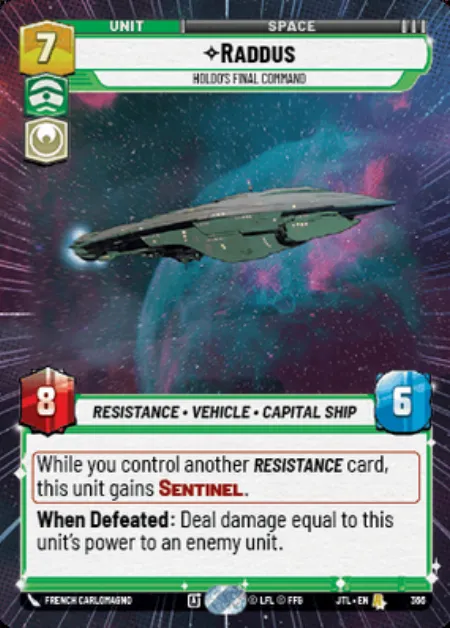 7
UNIT
SPACE
RADDUS
HOLDO'S FINAL COMMAND
8
RESISTANCE • VEHICLE • CAPITAL SHIP
6
While you control another RESISTANCE card,
this unit gains SENTINEL.
When Defeated: Deal damage equal to this
unit's power to an enemy unit.
FRENCH CARLOMAGNO
A
© LFL © FFG
JTL • EN